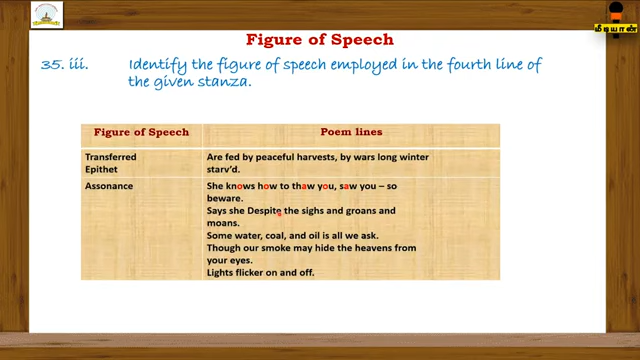 மீடியான்
Figure of Speech
35. iii. Identify the figure of speech employed in the fourth line of
the given stanza.
Figure of Speech
Poem lines
Transferred
Epithet
Are fed by peaceful harvests, by wars long winter
starv'd.
Assonance
She knows how to thaw you, saw you – so
beware.
Says she Despite the sighs and groans and
moans.
Some water, coal, and oil is all we ask.
Though our smoke may hide the heavens from
your eyes.
Lights flicker on and off.